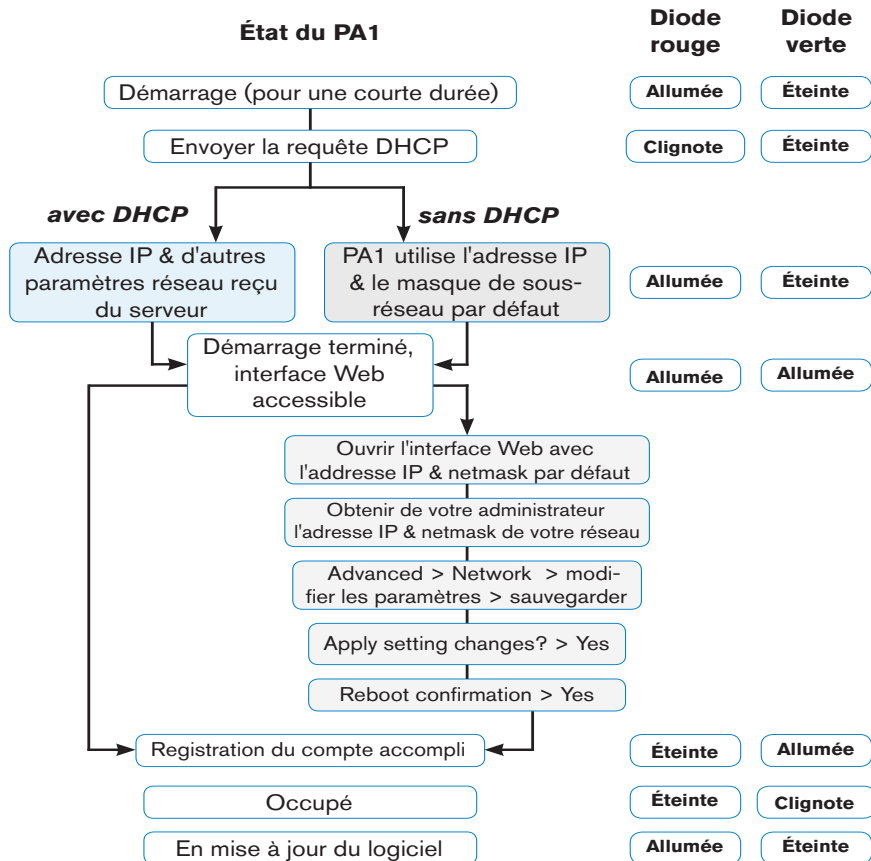 État du PA1
Diode rouge
Diode verte
Démarrage (pour une courte durée)
Allumée
Éteinte
Envoyer la requête DHCP
Clignote
Éteinte
avec DHCP
sans DHCP
Adresse IP & d'autres
paramètres réseau reçu
du serveur
PA1 utilise l'adresse IP
& le masque de sous-
réseau par défaut
Allumée
Éteinte
Démarrage terminé,
interface Web
accessible
Allumée
Allumée
Ouvrir l'interface Web avec
l'addresse IP & netmask par défaut
Obtenir de votre administrateur
l'adresse IP & netmask de votre réseau
Advanced > Network > modi-
fier les paramètres > sauvegarder
Apply setting changes? > Yes
Reboot confirmation > Yes
Registration du compte accompli
Éteinte
Allumée
Occupé
Éteinte
Clignote
En mise à jour du logiciel
Allumée
Éteinte